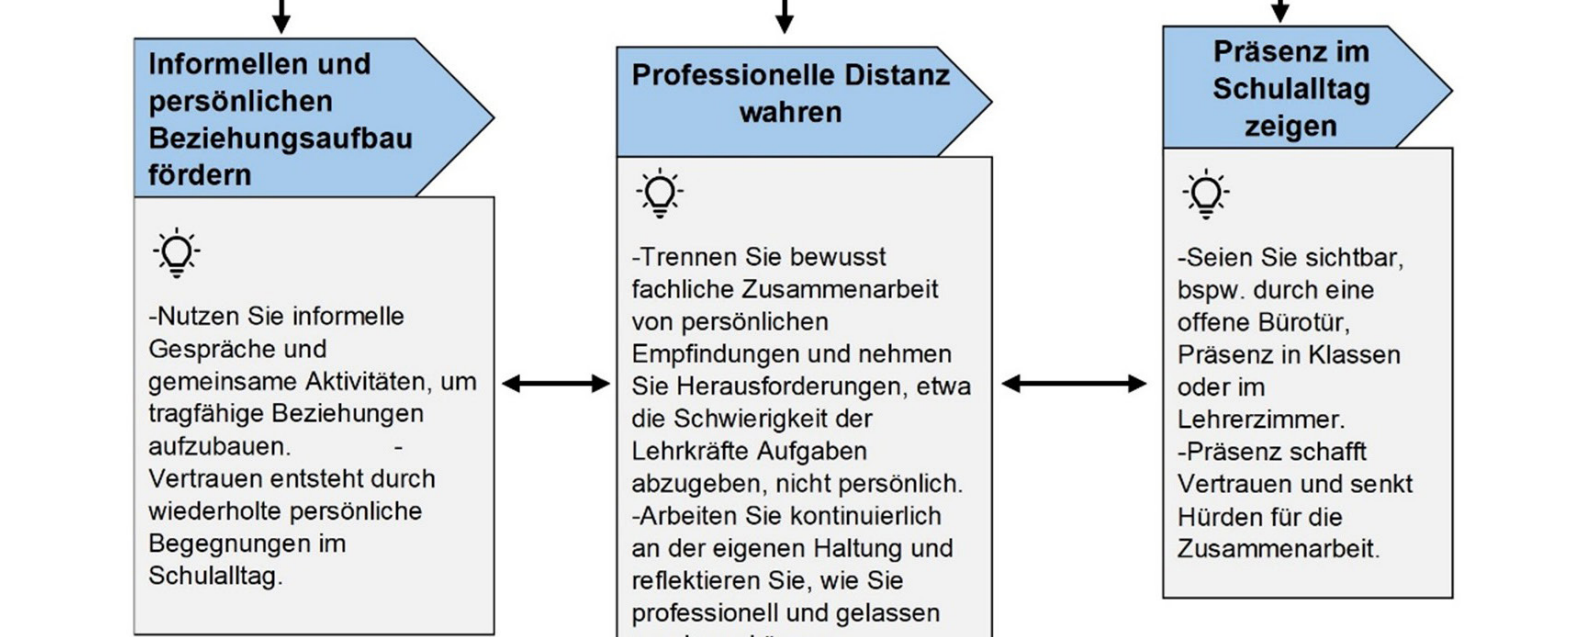 Informellen und
persönlichen
Beziehungsaufbau
fördern
-Nutzen Sie informelle
Gespräche und
gemeinsame Aktivitäten, um
tragfähige Beziehungen
aufzubauen. -
Vertrauen entsteht durch
wiederholte persönliche
Begegnungen im
Schulalltag.
Professionelle Distanz
wahren
-Trennen Sie bewusst
fachliche Zusammenarbeit
von persönlichen
Empfindungen und nehmen
Sie Herausforderungen, etwa
die Schwierigkeit der
Lehrkräfte Aufgaben
abzugeben, nicht persönlich.
-Arbeiten Sie kontinuierlich
an der eigenen Haltung und
reflektieren Sie, wie Sie
professionell und gelassen
Präsenz im
Schulalltag
zeigen
-Seien Sie sichtbar,
bspw. durch eine
offene Bürotür,
Präsenz in Klassen
oder im
Lehrerzimmer.
-Präsenz schafft
Vertrauen und senkt
Hürden für die
Zusammenarbeit.